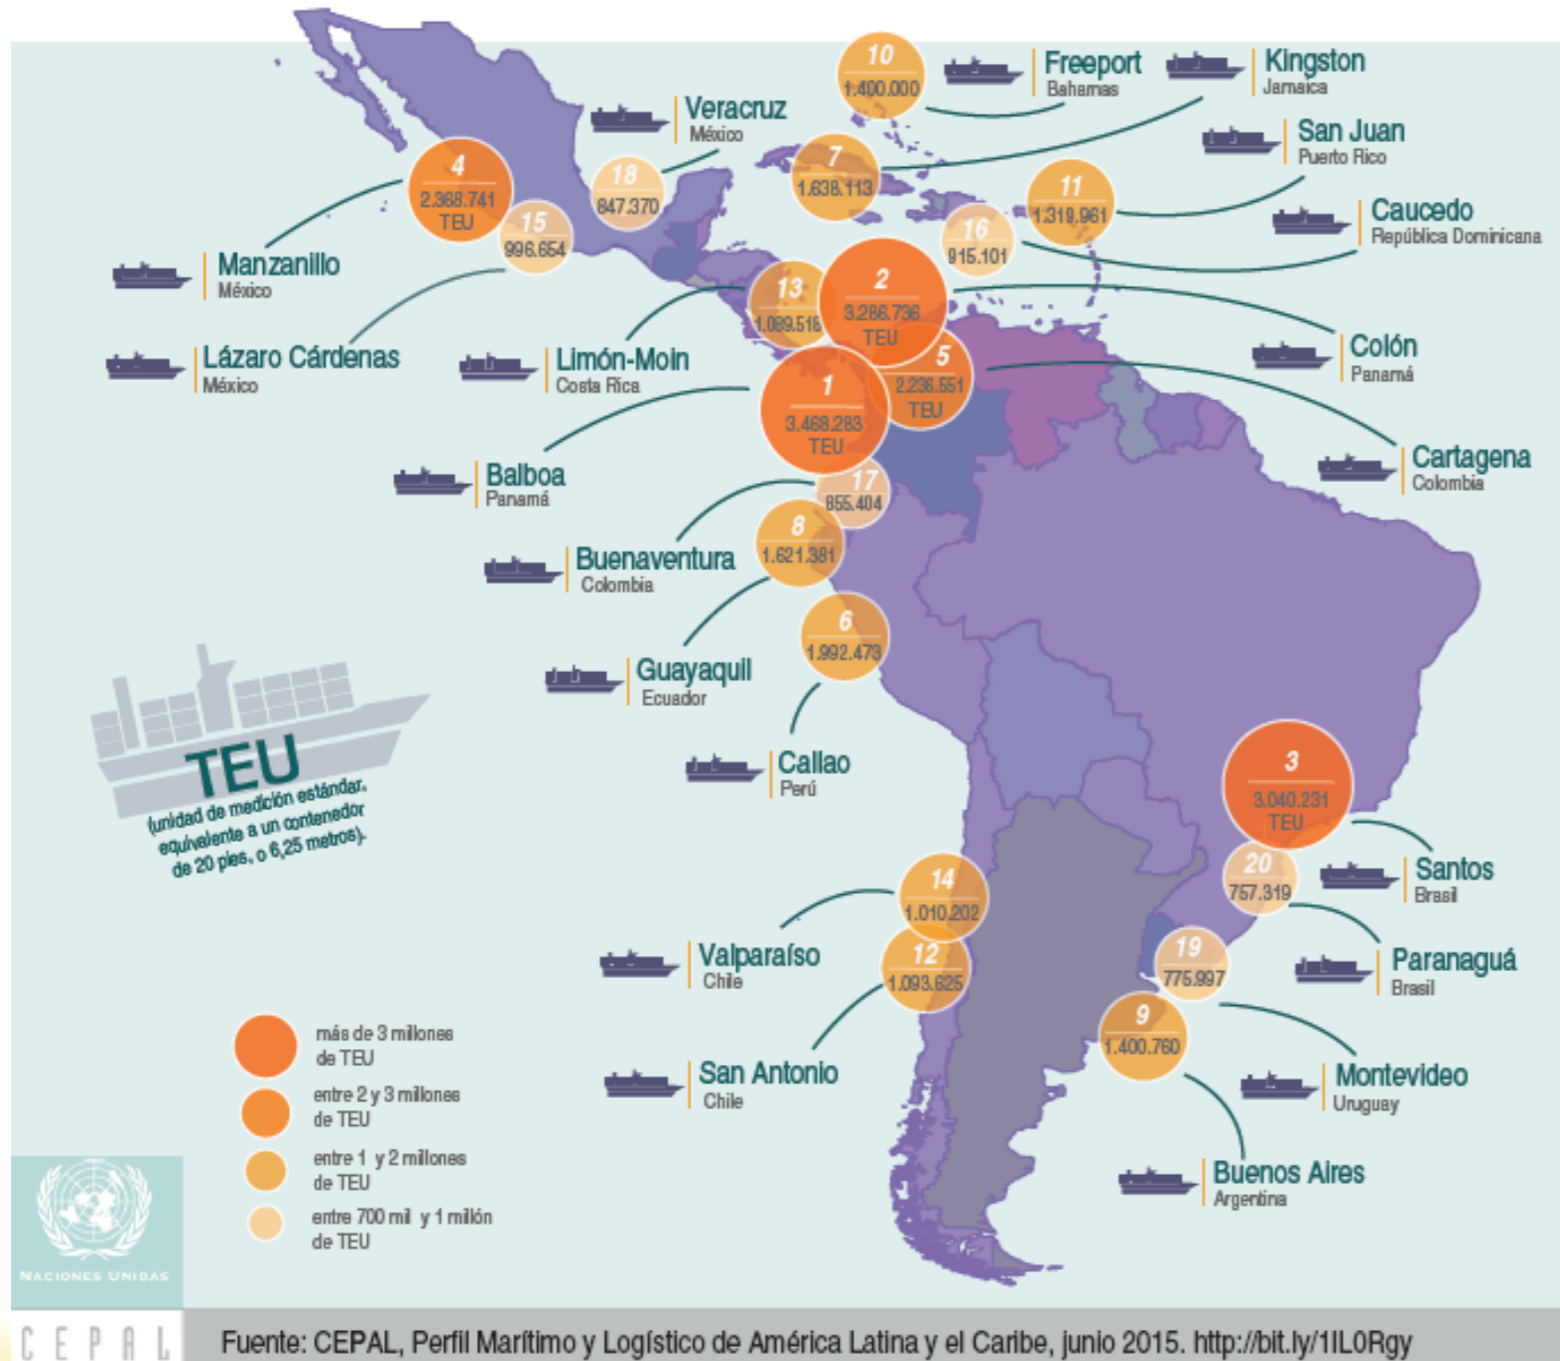 10
1.400.000
Freeport
Bahamas
Kingston
Jamaica
Veracruz
México
San Juan
Puerto Rico
4
2.368.741
TEU
18
847.370
7
1.638.113
11
1.319.961
Caucedo
República Dominicana
15
996.654
16
915.101
Manzanillo
México
13
1.089.518
2
3.286.736
TEU
Colón
Panamá
Lázaro Cárdenas
México
Limón-Moin
Costa Rica
5
2.236.551
TEU
1
3.468.283
TEU
Balboa
Panamá
Cartagena
Colombia
17
855.404
8
1.621.381
Buenaventura
Colombia
6
1.992.473
Guayaquil
Ecuador
TEU
(unidad de medición estándar,
equivalente a un contenedor
de 20 pies, o 6,25 metros).
Callao
Perú
3
3.040.231
TEU
20
757.319
Santos
Brasil
14
1.010.202
Valparaíso
Chile
12
1.093.625
19
775.997
Paranaguá
Brasil
9
1.400.760
San Antonio
Chile
Montevideo
Uruguay
Buenos Aires
Argentina
más de 3 millones
de TEU
entre 2 y 3 millones
de TEU
entre 1 y 2 millones
de TEU
entre 700 mil y 1 millón
de TEU
NACIONES UNIDAS
CEPAL
Fuente: CEPAL, Perfil Marítimo y Logístico de América Latina y el Caribe, junio 2015. http://bit.ly/1IL0Rgy